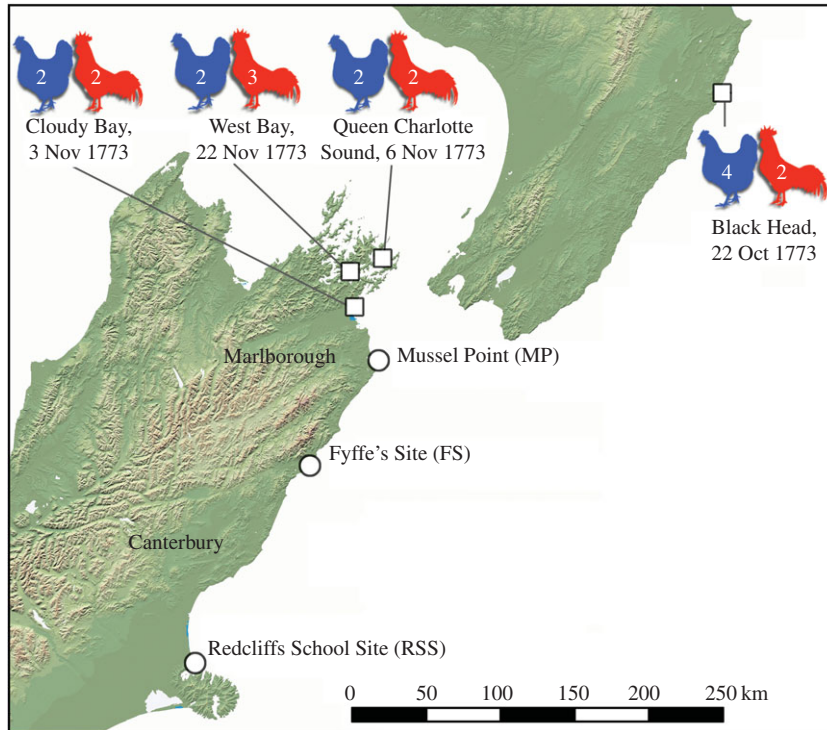 2 2
2 3
2 2
Cloudy Bay,
3 Nov 1773
West Bay,
22 Nov 1773
Queen Charlotte
Sound, 6 Nov 1773
4 2
Black Head,
22 Oct 1773
Marlborough
Mussel Point (MP)
Fyffe's Site (FS)
Canterbury
Redcliffs School Site (RSS)
0 50 100 150 200 250 km